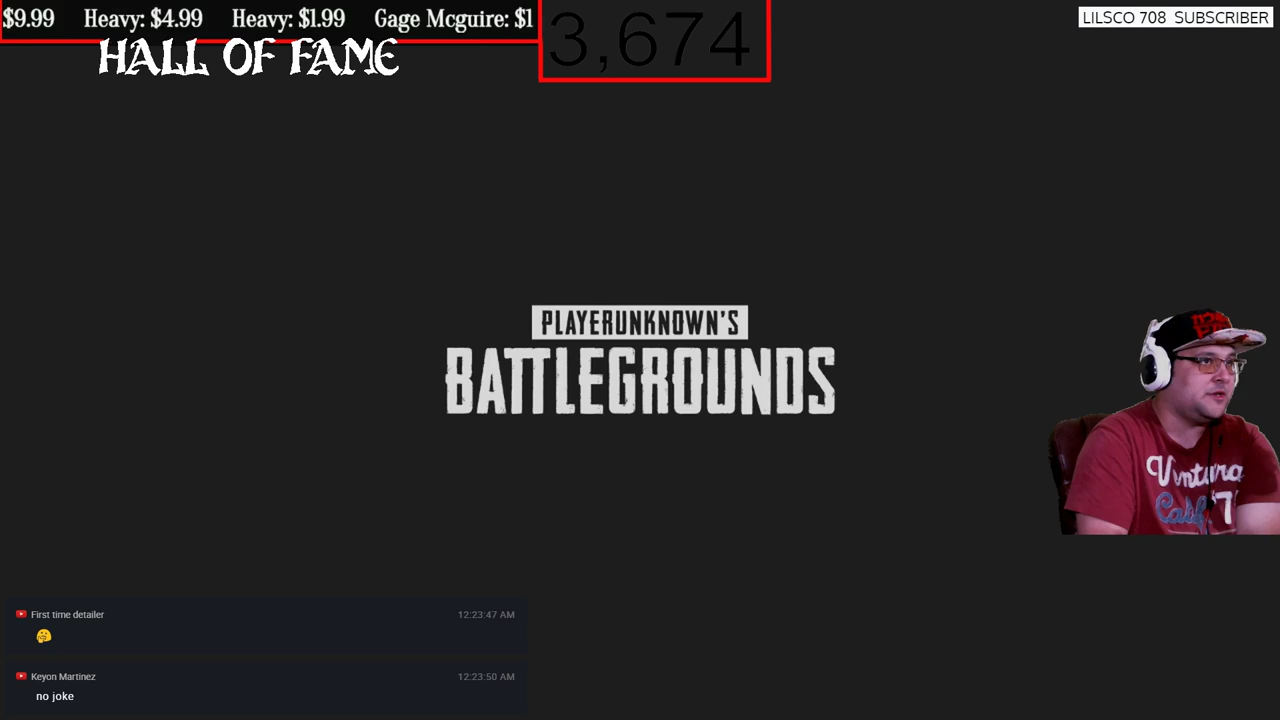 $9.99 Heavy: $4.99 Heavy: $1.99 Gage Mcguire: $1
HALL OF FAME
3,674
LILSCO 708 SUBSCRIBER
PLAYERUNKNOWN'S
BATTLEGROUNDS
Ventura
First time detailer 12:23:47 AM
Keyon Martinez 12:23:50 AM
no joke